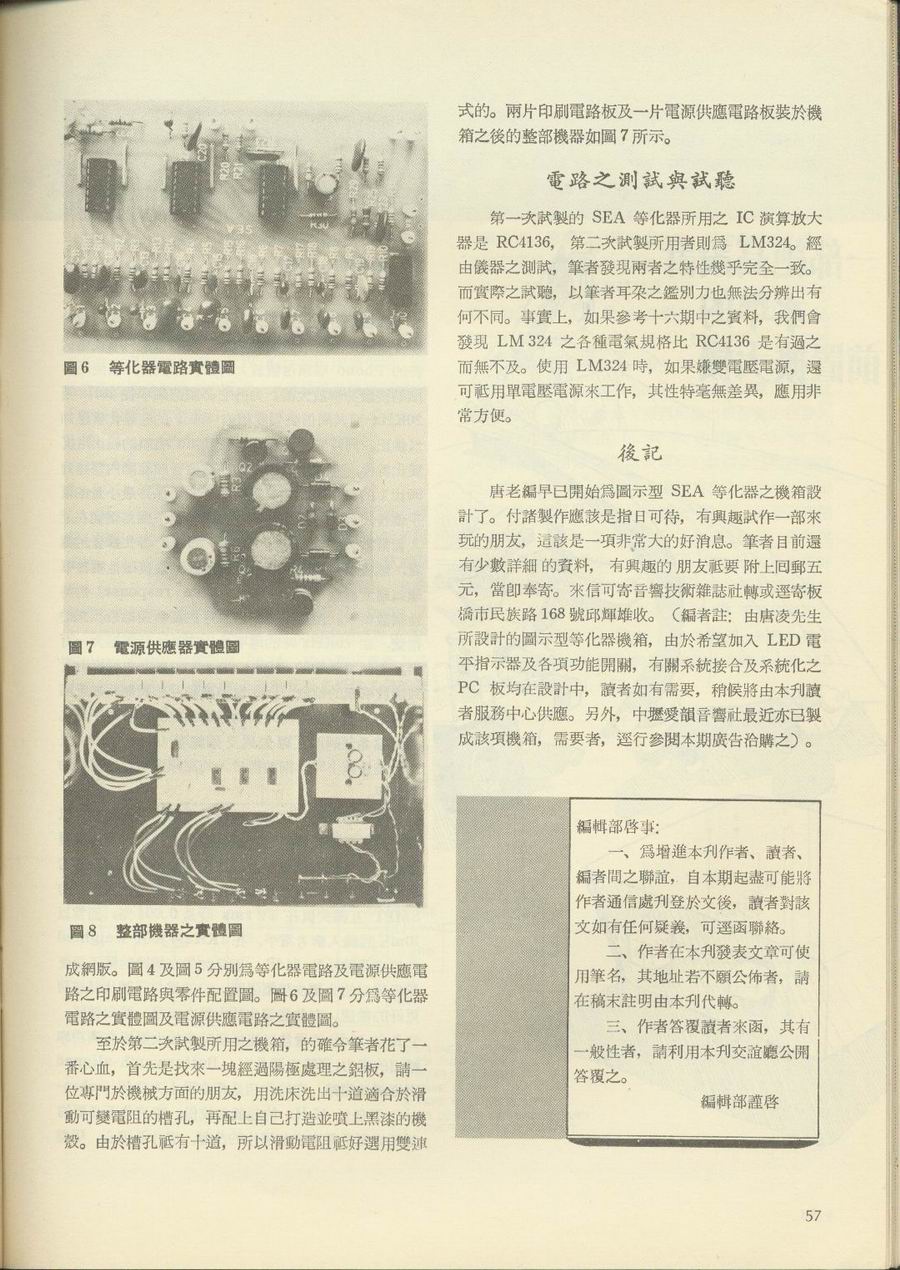 圖6 等化器電路實體圖
圖7 電源供應器實體圖
圖8 整部機器之實體圖
成網版。圖4及圖5分別爲等化器電路及電源供應電
路之印刷電路與零件配置圖。圖6及圖7分爲等化器
電路之實體圖及電源供應電路之實體圖。
至於第二次試製所用之機箱，的確令筆者花了一
番心血，首先是找來一塊經過陽極處理之鋁板，請一
位專門於機械方面的朋友，用洗床洗出十道適合於滑
動可變電阻的槽孔，再配上自己打造並噴上黑漆的機
殼。由於槽孔祗有十道，所以滑動電阻祗好選用雙連
式的。兩片印刷電路板及一片電源供應電路板裝於機
箱之後的整部機器如圖7所示。
電路之測試與試聽
第一次試製的 SEA 等化器所用之 IC 演算放大
器是 RC4136，第二次試製所用者則爲 LM324。經
由儀器之測試，筆者發現兩者之特性幾乎完全一致。
而實際之試聽，以筆者耳朶之鑑別力也無法分辨出有
何不同。事實上，如果參考十六期中之資料，我們會
發現 LM 324 之各種電氣規格比 RC4136 是有過之
而無不及。使用 LM324 時，如果嫌雙電壓電源，還
可祗用單電壓電源來工作，其性特毫無差異，應用非
常方便。
後記
唐老編早已開始爲圖示型 SEA 等化器之機箱設
計了。付諸製作應該是指日可待，有興趣試作一部來
玩的朋友，這該是一項非常大的好消息。筆者目前還
有少數詳細的資料，有興趣的朋友祗要附上囘郵五
元，當卽奉寄。來信可寄音響技術雜誌社轉或逕寄板
橋市民族路168號邱輝雄收。（編者註：由唐凌先生
所設計的圖示型等化器機箱，由於希望加入 LED 電
平指示器及各項功能開關，有關系統接合及系統化之
PC 板均在設計中，讀者如有需要，稍候將由本刋讀
者服務中心供應。另外，中壢愛韻音響社最近亦已製
成該項機箱，需要者，逕行參閱本期廣告洽購之）。
編輯部啓事：
一、爲增進本刋作者、讀者、
編者間之聯誼，自本期起盡可能將
作者通信處刋登於文後，讀者對該
文如有任何疑義，可逕函聯絡。
二、作者在本刋發表文章可使
用筆名，其地址若不願公佈者，請
在稿末註明由本刋代轉。
三、作者答覆讀者來函，其有
一般性者，請利用本刋交誼廳公開
答覆之。
編輯部謹啓
57